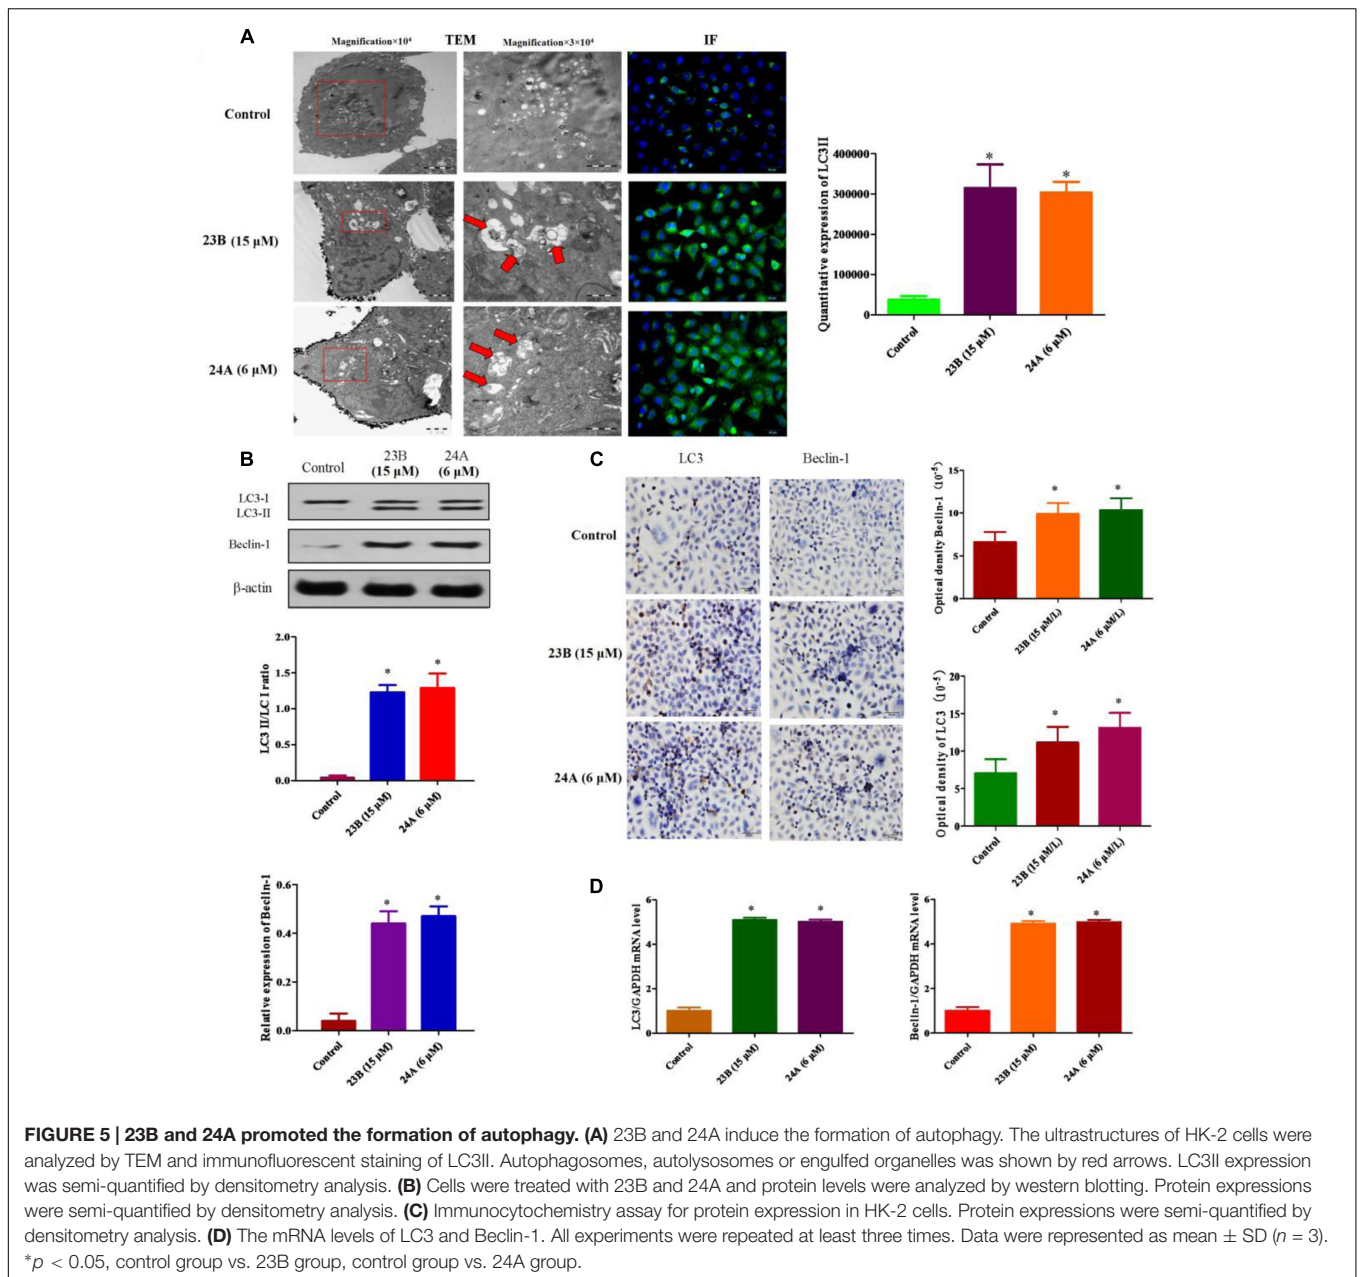 A
TEM
IF
Magnification×10⁴
Magnification×3×10⁴
Control
23B (15 μM)
24A (6 μM)
Quantitative expression of LC3II
400000
300000
200000
100000
0
*
*
Control
23B (15 μM)
24A (6 μM)
B
Control
23B
(15 μM)
24A
(6 μM)
LC3-I
LC3-II
Beclin-1
β-actin
LC3 II/LC I ratio
2.0
1.5
1.0
0.5
0.0
*
*
Control
23B (15 μM)
24A (6 μM)
Relative expression of Beclin-1
0.6
0.4
0.2
0.0
*
*
Control
23B (15 μM)
24A (6 μM)
C
LC3
Beclin-1
Control
23B (15 μM)
24A (6 μM)
Optical density Beclin-1 (10⁻⁵)
15
10
5
0
*
*
Control
23B (15 μM/L)
24A (6 μM/L)
Optical density of LC3 (10⁻⁵)
20
15
10
5
0
*
*
Control
23B (15 μM/L)
24A (6 μM/L)
D
LC3/GAPDH mRNA level
6
4
2
0
*
*
Control
23B (15 μM)
24A (6 μM)
Beclin-1/GAPDH mRNA level
6
4
2
0
*
*
Control
23B (15 μM)
24A (6 μM)
FIGURE 5 | 23B and 24A promoted the formation of autophagy. (A) 23B and 24A induce the formation of autophagy. The ultrastructures of HK-2 cells were
analyzed by TEM and immunofluorescent staining of LC3II. Autophagosomes, autolysosomes or engulfed organelles was shown by red arrows. LC3II expression
was semi-quantified by densitometry analysis. (B) Cells were treated with 23B and 24A and protein levels were analyzed by western blotting. Protein expressions
were semi-quantified by densitometry analysis. (C) Immunocytochemistry assay for protein expression in HK-2 cells. Protein expressions were semi-quantified by
densitometry analysis. (D) The mRNA levels of LC3 and Beclin-1. All experiments were repeated at least three times. Data were represented as mean ± SD (n = 3).
*p < 0.05, control group vs. 23B group, control group vs. 24A group.